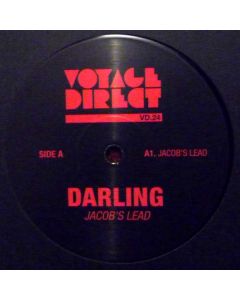 VOYAGE
DIRECT
VD.24
SIDE A
A1. JACOB'S LEAD
DARLING
JACOB'S LEAD